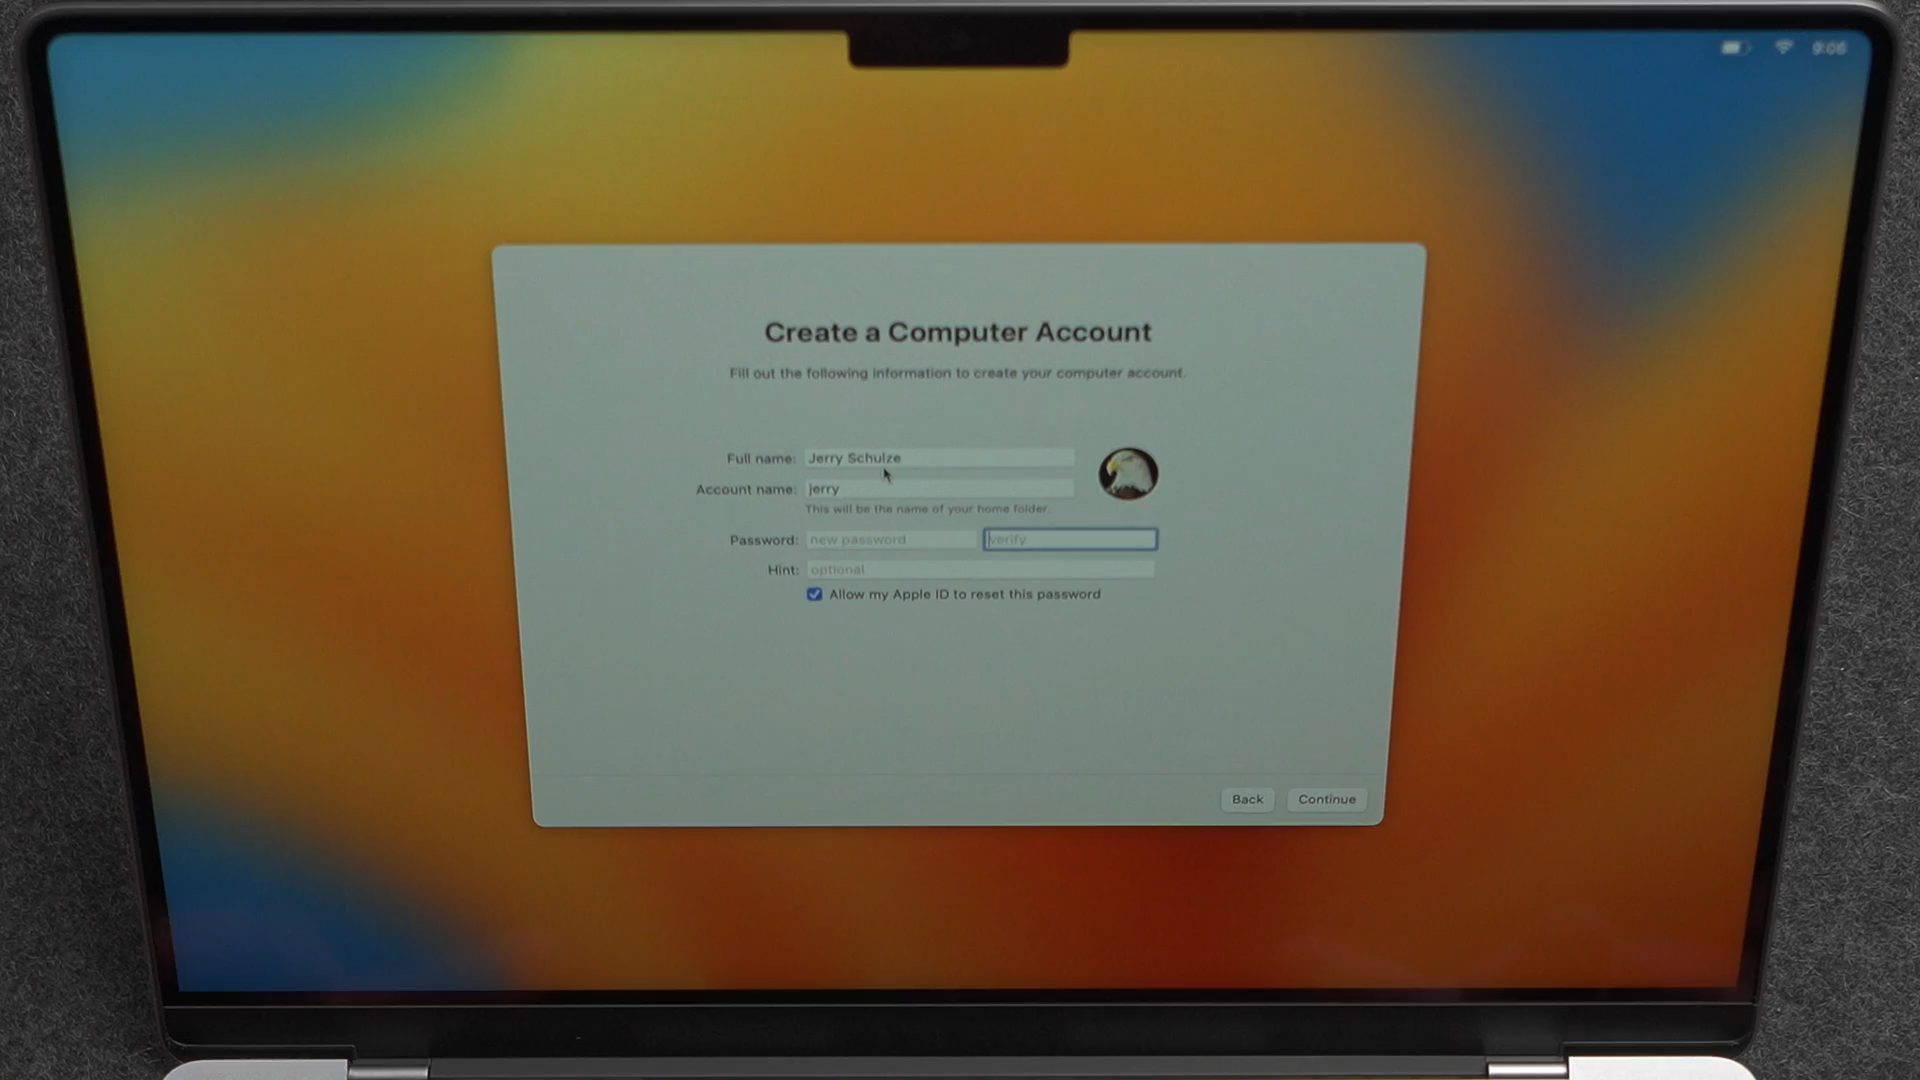 9:06
Create a Computer Account
Fill out the following information to create your computer account.
Full name: Jerry Schulze
Account name: jerry
This will be the name of your home folder.
Password: new password verify
Hint: optional
Allow my Apple ID to reset this password
Back Continue